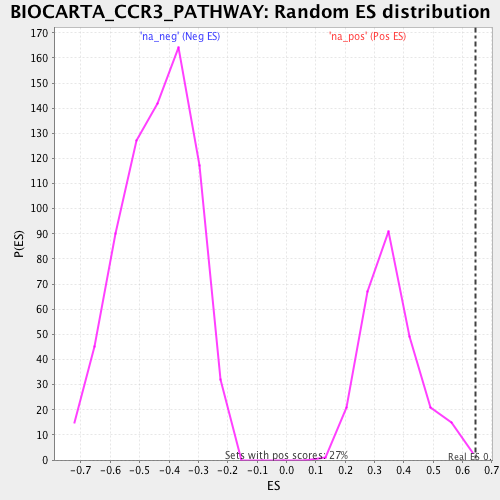 BIOCARTA_CCR3_PATHWAY: Random ES distribution
'na_neg' (Neg ES)
'na_pos' (Pos ES)
170
160
150
140
130
120
110
100
90
80
70
60
50
40
30
20
10
0
P(ES)
Sets with pos scores: 27%
Real ES 0.
-0.7 -0.6 -0.5 -0.4 -0.3 -0.2 -0.1 0.0 0.1 0.2 0.3 0.4 0.5 0.6 0.7
ES